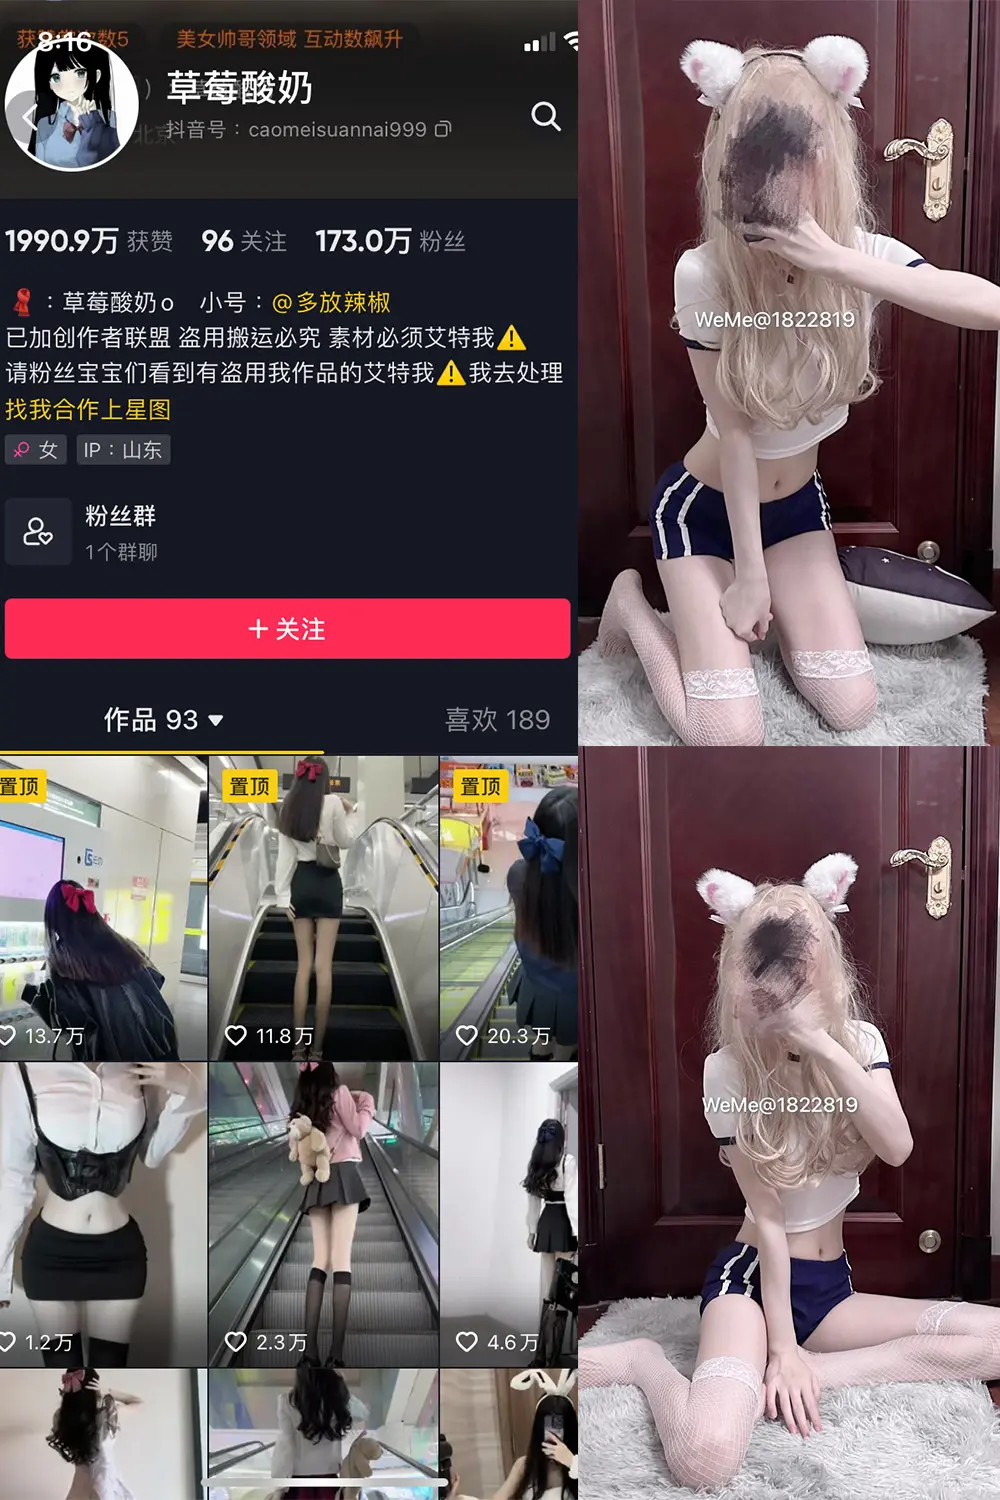 获 数5
美女帅哥领域 互动数飙升
8:16
草莓酸奶
抖音号：caomeisuannai999
北京
1990.9万 获赞 96 关注 173.0万 粉丝
：草莓酸奶o 小号：@多放辣椒
已加创作者联盟 盗用搬运必究 素材必须艾特我⚠️
请粉丝宝宝们看到有盗用我作品的艾特我⚠️我去处理
找我合作上星图
女 IP：山东
粉丝群
1个群聊
+ 关注
作品 93 喜欢 189
置顶 置顶 置顶
13.7万 11.8万 20.3万
1.2万 2.3万 4.6万
WeMe@1822819
WeMe@1822819